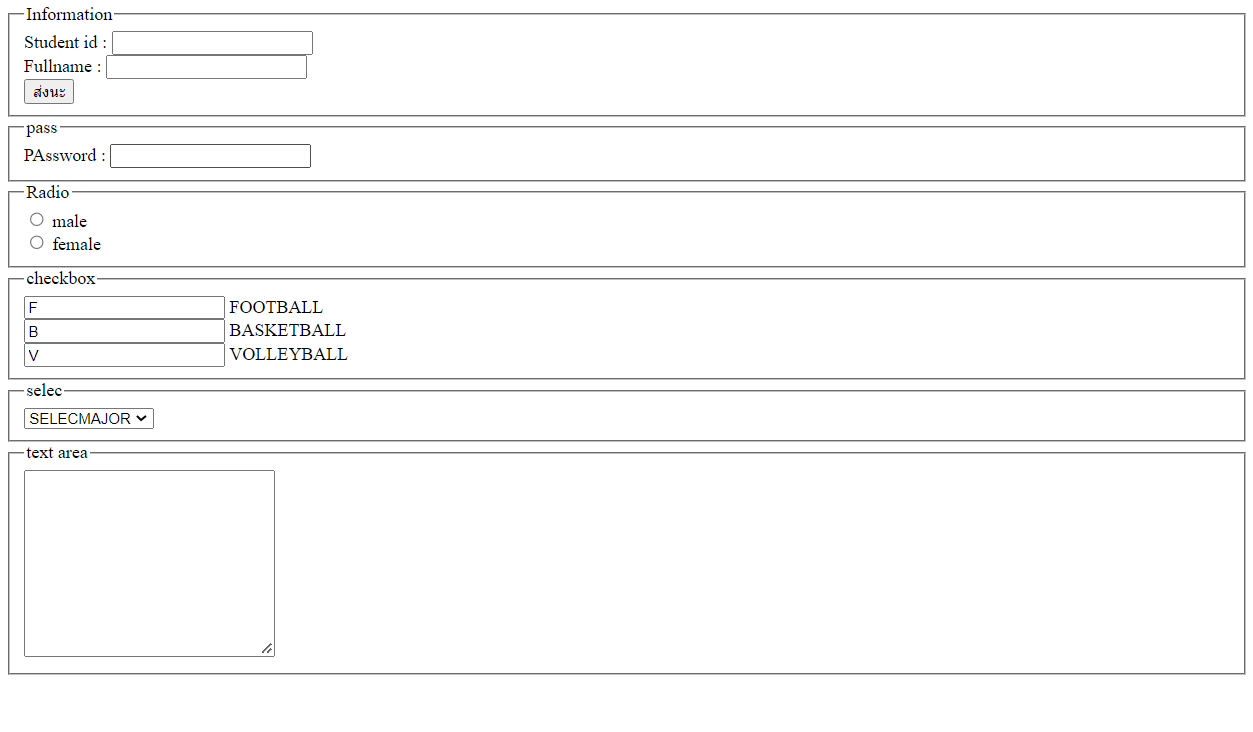 Information
Student id :
Fullname :
ส่งนะ
pass
PAssword :
Radio
male
female
checkbox
F FOOTBALL
B BASKETBALL
V VOLLEYBALL
selec
SELECMAJOR
text area